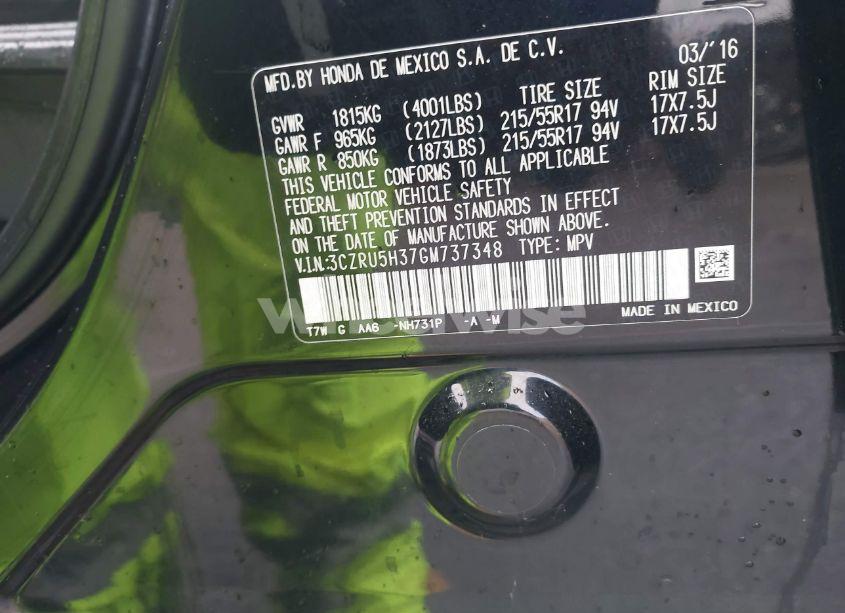 MFD.BY HONDA DE MEXICO S.A. DE C.V. 03/'16
TIRE SIZE RIM SIZE
GVWR 1815KG (4001LBS)
GAWR F 965KG (2127LBS) 215/55R17 94V 17X7.5J
GAWR R 850KG (1873LBS) 215/55R17 94V 17X7.5J
THIS VEHICLE CONFORMS TO ALL APPLICABLE
FEDERAL MOTOR VEHICLE SAFETY
AND THEFT PREVENTION STANDARDS IN EFFECT
ON THE DATE OF MANUFACTURE SHOWN ABOVE.
V.I.N:3CZRU5H37GM737348 TYPE: MPV
wheelwise
T7W G AA6 -NH731P -A -M MADE IN MEXICO